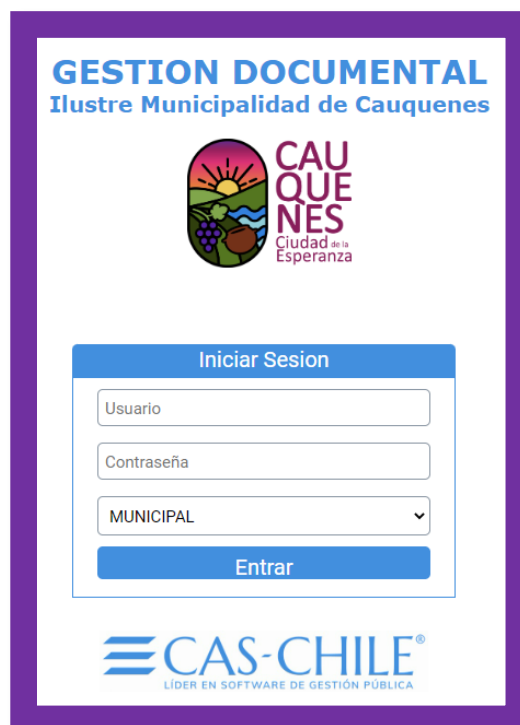 GESTION DOCUMENTAL
Ilustre Municipalidad de Cauquenes
CAU
QUE
NES
Ciudad de la
Esperanza
Iniciar Sesion
Usuario
Contraseña
MUNICIPAL
Entrar
CAS-CHILE®
LÍDER EN SOFTWARE DE GESTIÓN PÚBLICA